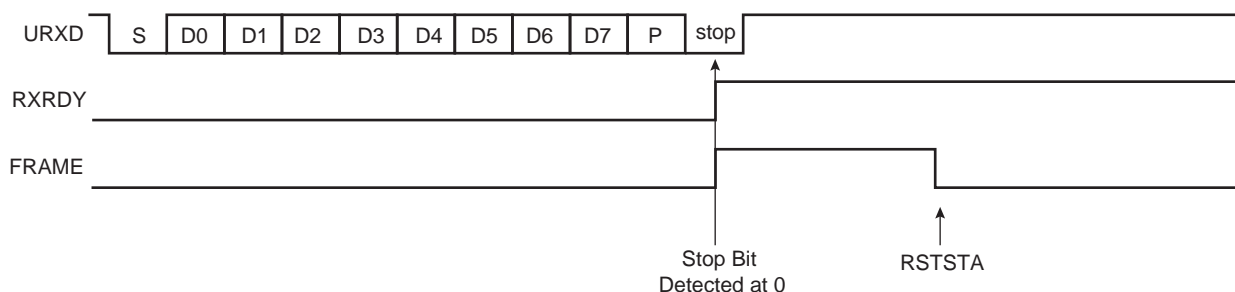 URXD S D0 D1 D2 D3 D4 D5 D6 D7 P stop
RXRDY
FRAME
Stop Bit
Detected at 0
RSTSTA